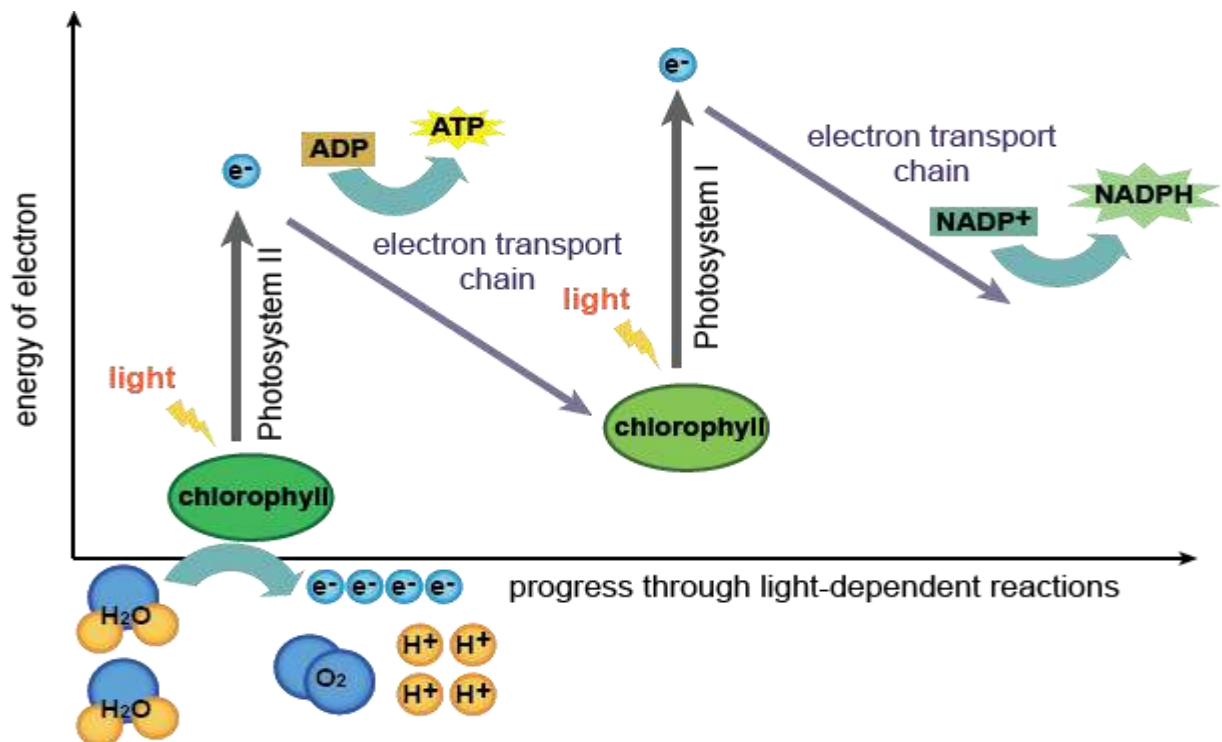 energy of electron
e-
ADP
ATP
Photosystem II
light
chlorophyll
electron transport
chain
e-
Photosystem I
light
chlorophyll
electron transport
chain
NADP+
NADPH
progress through light-dependent reactions
H₂O
H₂O
e- e- e- e-
O₂
H+ H+
H+ H+